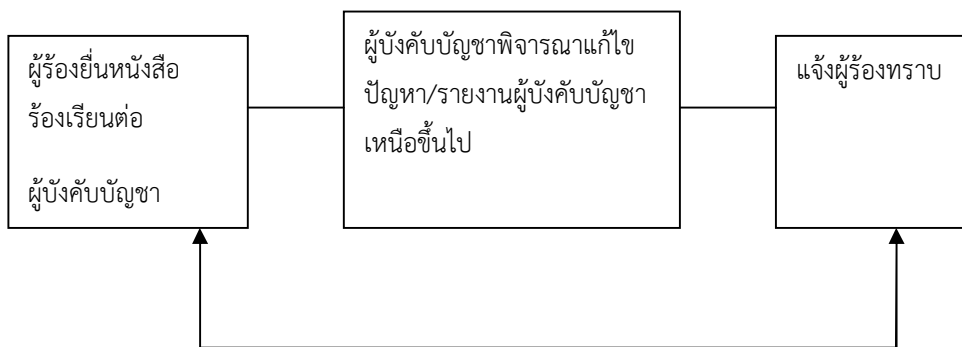 ผู้ร้องยื่นหนังสือ
ร้องเรียนต่อ
ผู้บังคับบัญชา
ผู้บังคับบัญชาพิจารณาแก้ไข
ปัญหา/รายงานผู้บังคับบัญชา
เหนือขึ้นไป
แจ้งผู้ร้องทราบ